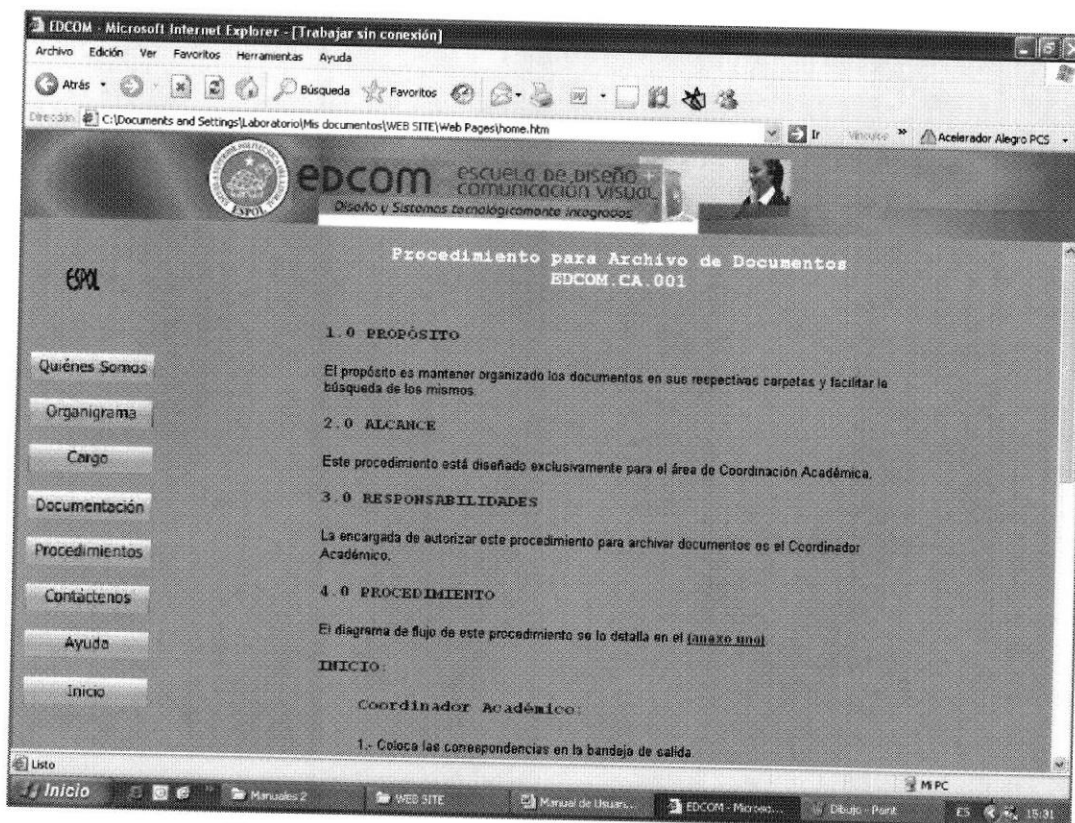 EDCOM - Microsoft Internet Explorer - [Trabajar sin conexión]
Archivo Edición Ver Favoritos Herramientas Ayuda
Atrás Búsqueda Favoritos
Dirección C:\Documents and Settings\Laboratorio\Mis documentos\WEB SITE\Web Pages\home.htm Ir Vínculos » Acelerador Alegro PCS
ESPOL
EDCOM escuela de diseño
comunicación visual
Diseño y Sistemas tecnológicamente integrados
Procedimiento para Archivo de Documentos
EDCOM.CA.001
ESPOL
Quiénes Somos
Organigrama
Cargo
Documentación
Procedimientos
Contáctenos
Ayuda
Inicio
1.0 PROPÓSITO
El propósito es mantener organizado los documentos en sus respectivas carpetas y facilitar la
búsqueda de los mismos.
2.0 ALCANCE
Este procedimiento está diseñado exclusivamente para el área de Coordinación Académica.
3.0 RESPONSABILIDADES
La encargada de autorizar este procedimiento para archivar documentos es el Coordinador
Académico.
4.0 PROCEDIMIENTO
El diagrama de flujo de este procedimiento se lo detalla en el (anexo uno)
INICIO:
Coordinador Académico:
1.- Coloca las correspondencias en la bandeja de salida.
Listo Mi PC
Inicio Manuales 2 WEB SITE Manual de Usuari... EDCOM - Microso... Dibujo - Paint ES 15:31